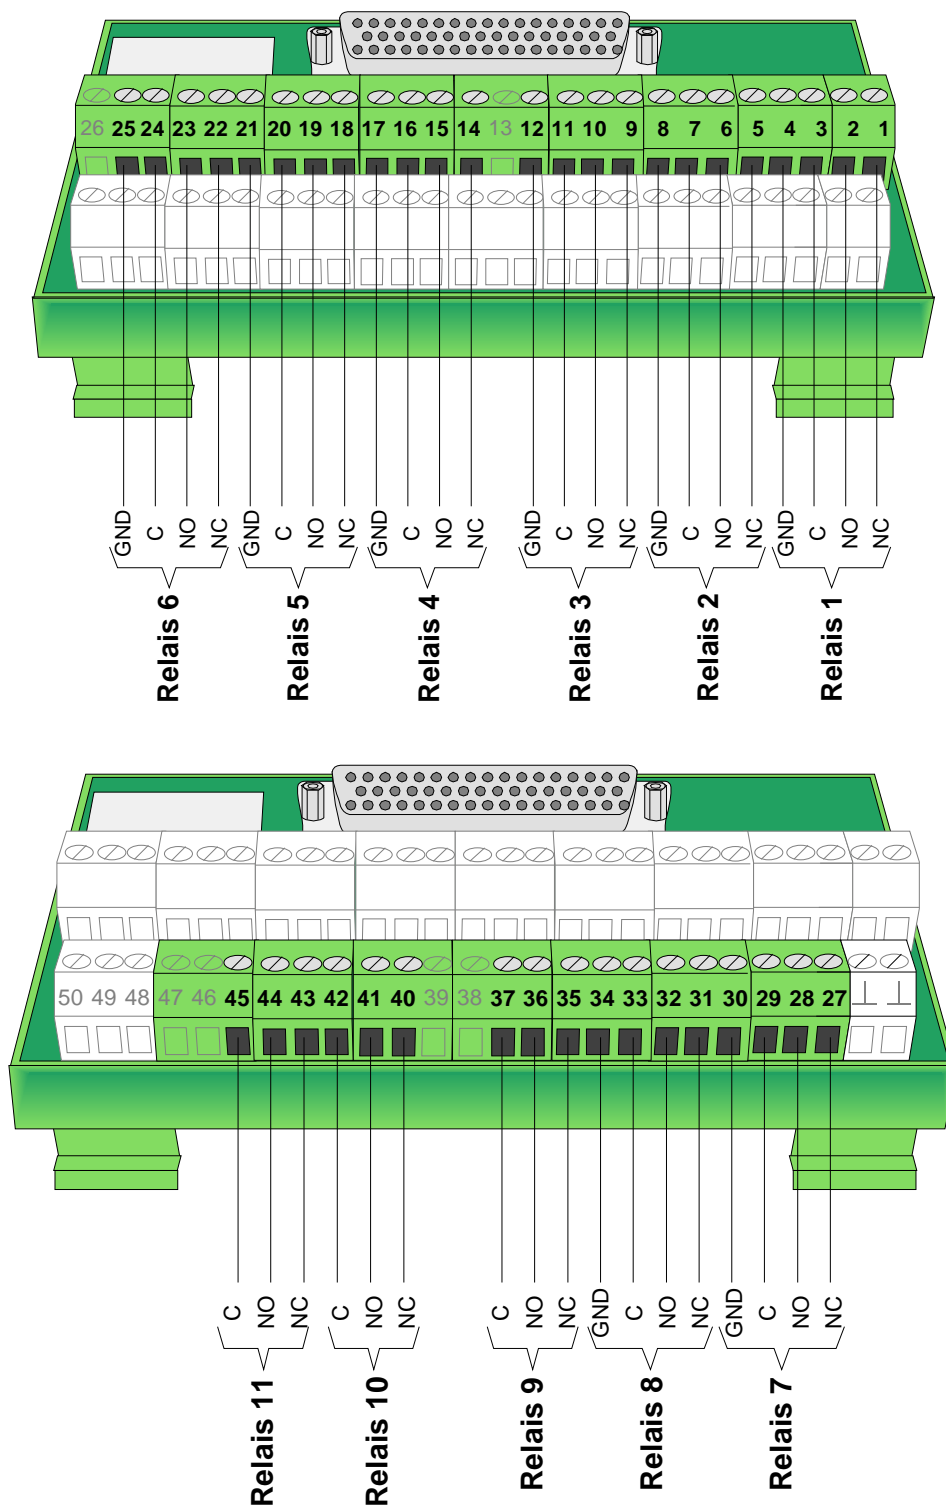 26 25 24 23 22 21 20 19 18 17 16 15 14 13 12 11 10 9 8 7 6 5 4 3 2 1
GND C NO NC GND C NO NC GND C NO NC GND C NO NC GND C NO NC GND C NO NC
Relais 6 Relais 5 Relais 4 Relais 3 Relais 2 Relais 1
50 49 48 47 46 45 44 43 42 41 40 39 38 37 36 35 34 33 32 31 30 29 28 27
C NO NC C NO NC C NO NC GND C NO NC GND C NO NC
Relais 11 Relais 10 Relais 9 Relais 8 Relais 7